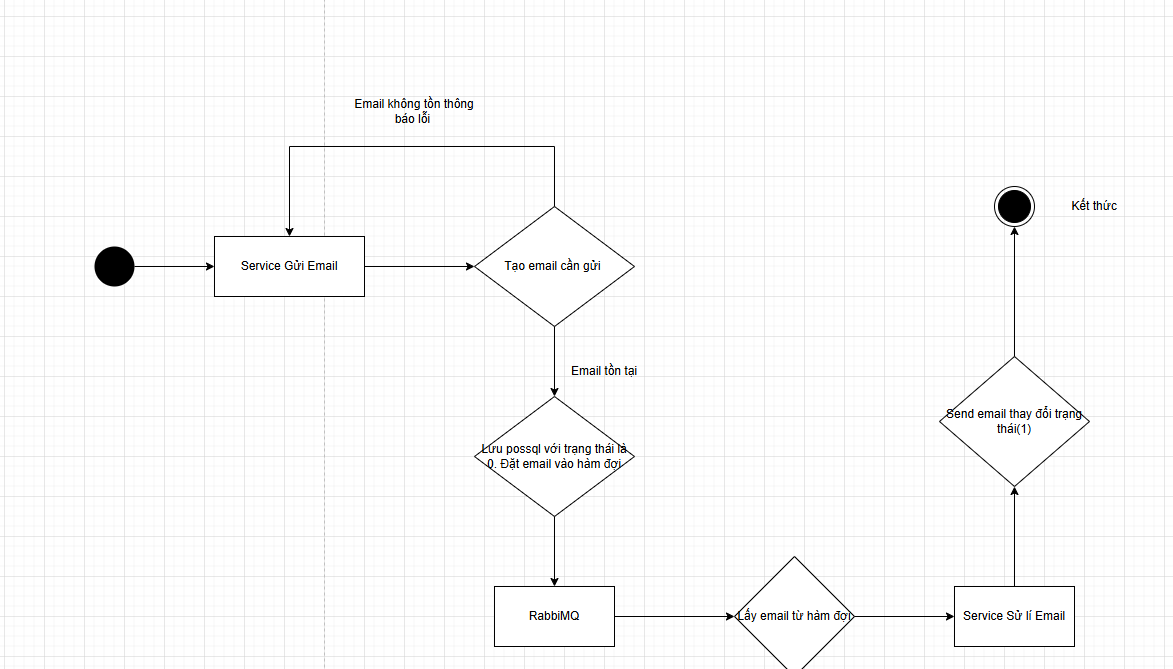 Email không tồn thông
báo lỗi
Kết thức
Service Gửi Email
Tạo email cần gửi
Email tồn tại
Send email thay đổi trạng
thái(1)
Lưu possql với trạng thái là
0. Đặt email vào hàm đợi
RabbiMQ
Lấy email từ hàm đợi
Service Sử lí Email